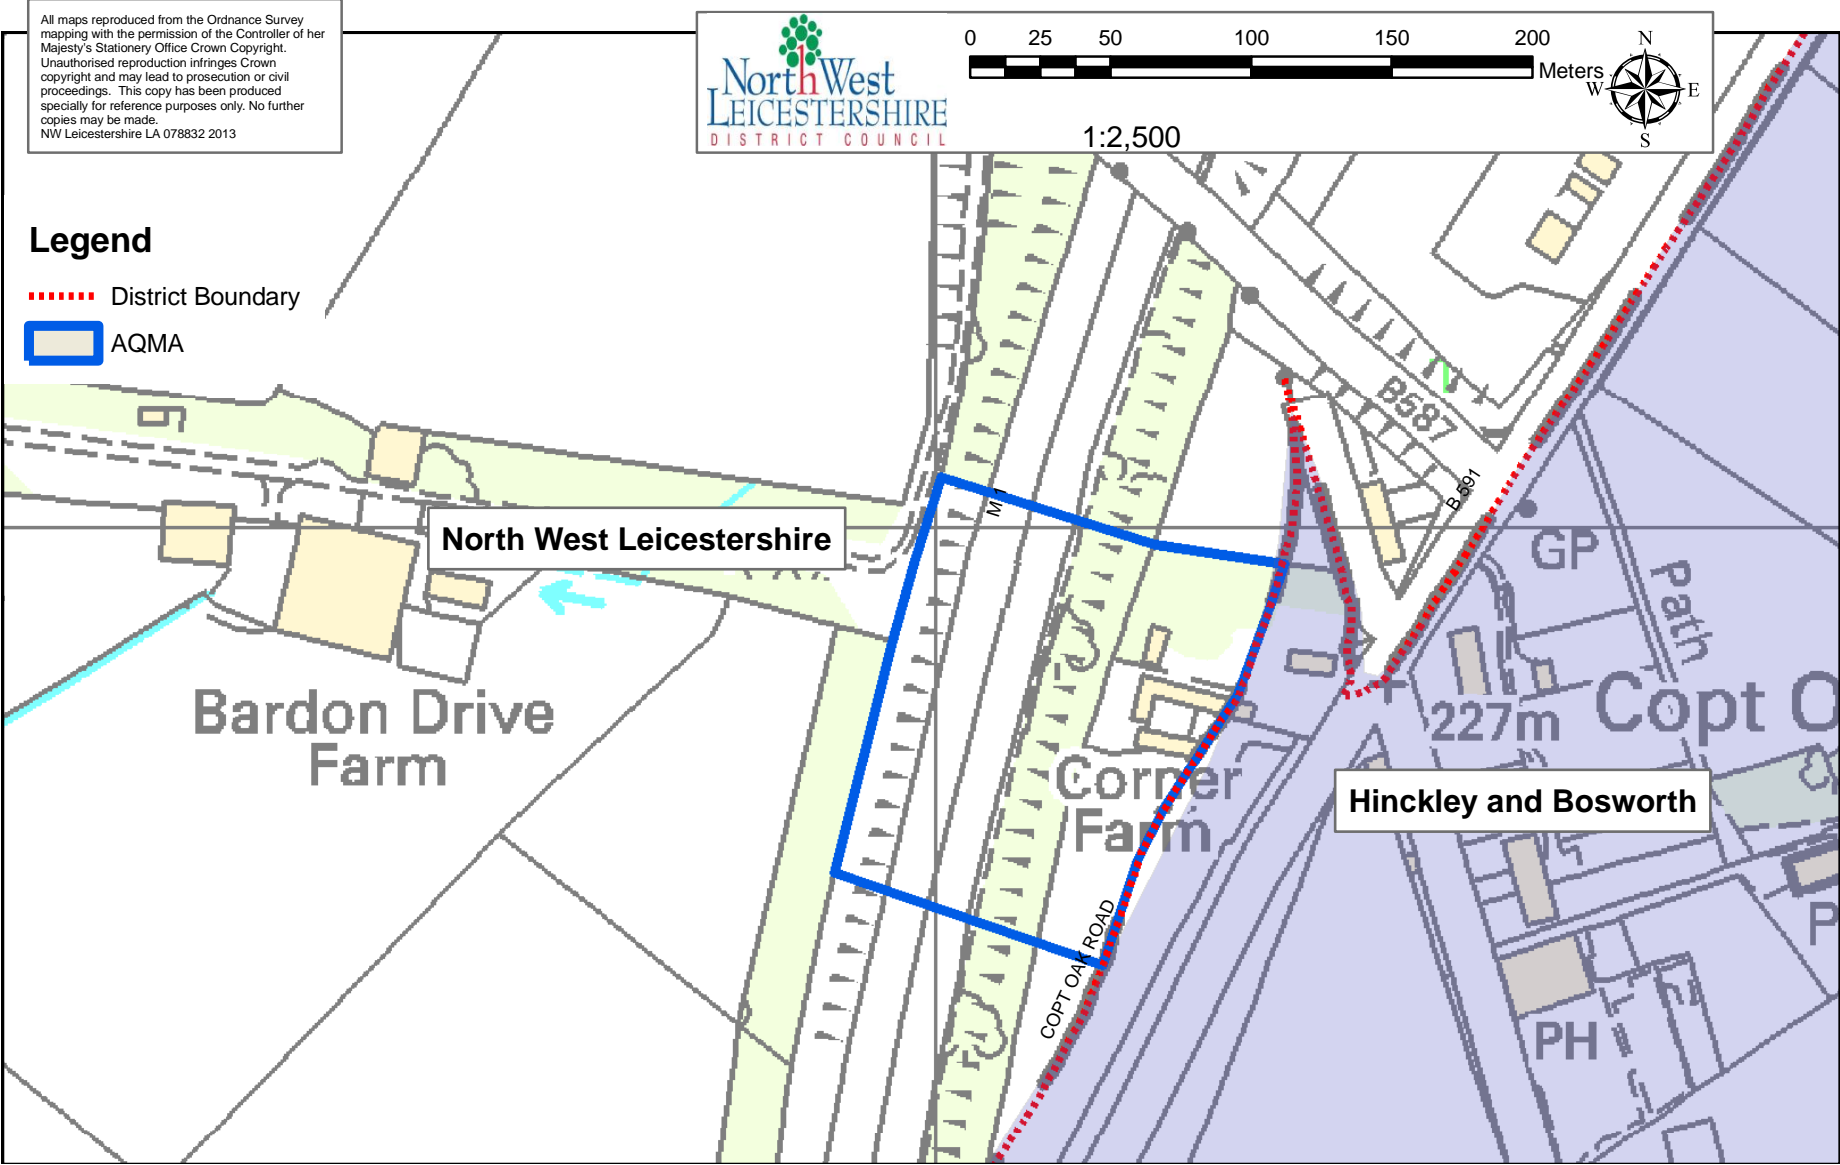 All maps reproduced from the Ordnance Survey
mapping with the permission of the Controller of her
Majesty's Stationery Office Crown Copyright.
Unauthorised reproduction infringes Crown
copyright and may lead to prosecution or civil
proceedings. This copy has been produced
specially for reference purposes only. No further
copies may be made.
NW Leicestershire LA 078832 2013
North West
LEICESTERSHIRE
DISTRICT COUNCIL
0 25 50 100 150 200
Meters
1:2,500
N
W E
S
Legend
District Boundary
AQMA
B587
B 591
M 1
North West Leicestershire
GP
Path
Bardon Drive
Farm
227m
Copt O
Corner
Farm
Hinckley and Bosworth
COPT OAK ROAD
P
PH